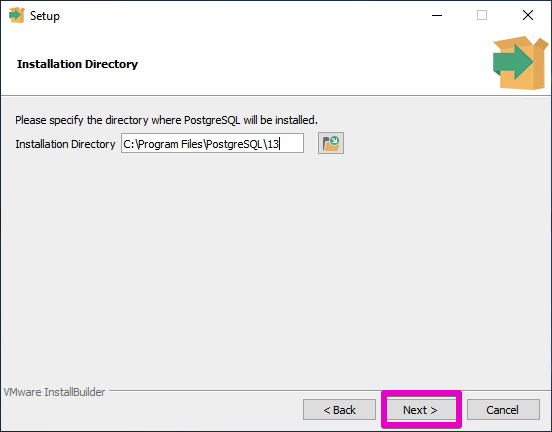 Setup
Installation Directory
Please specify the directory where PostgreSQL will be installed.
Installation Directory C:\Program Files\PostgreSQL\13
VMware InstallBuilder
< Back Next > Cancel